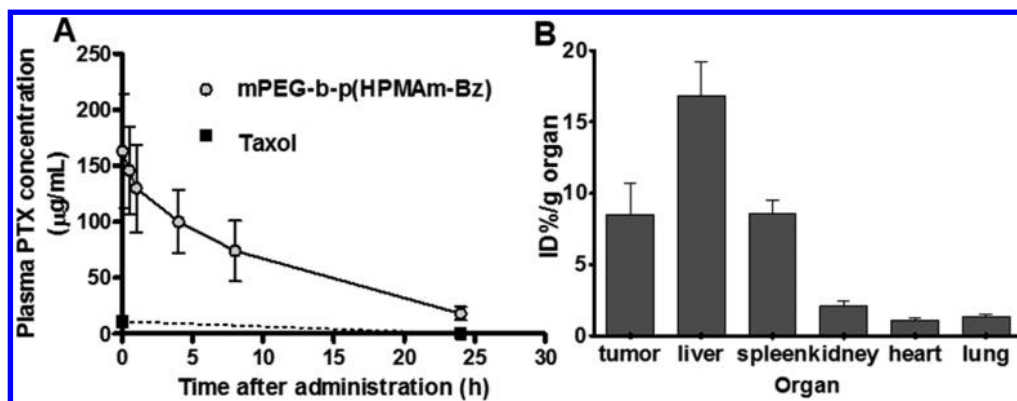 A
250
200
150
100
50
0
Plasma PTX concentration
(µg/mL)
mPEG-b-p(HPMAm-Bz)
Taxol
0 5 10 15 20 25 30
Time after administration (h)
B
20
15
10
5
0
ID%/g organ
tumor liver spleen kidney heart lung
Organ